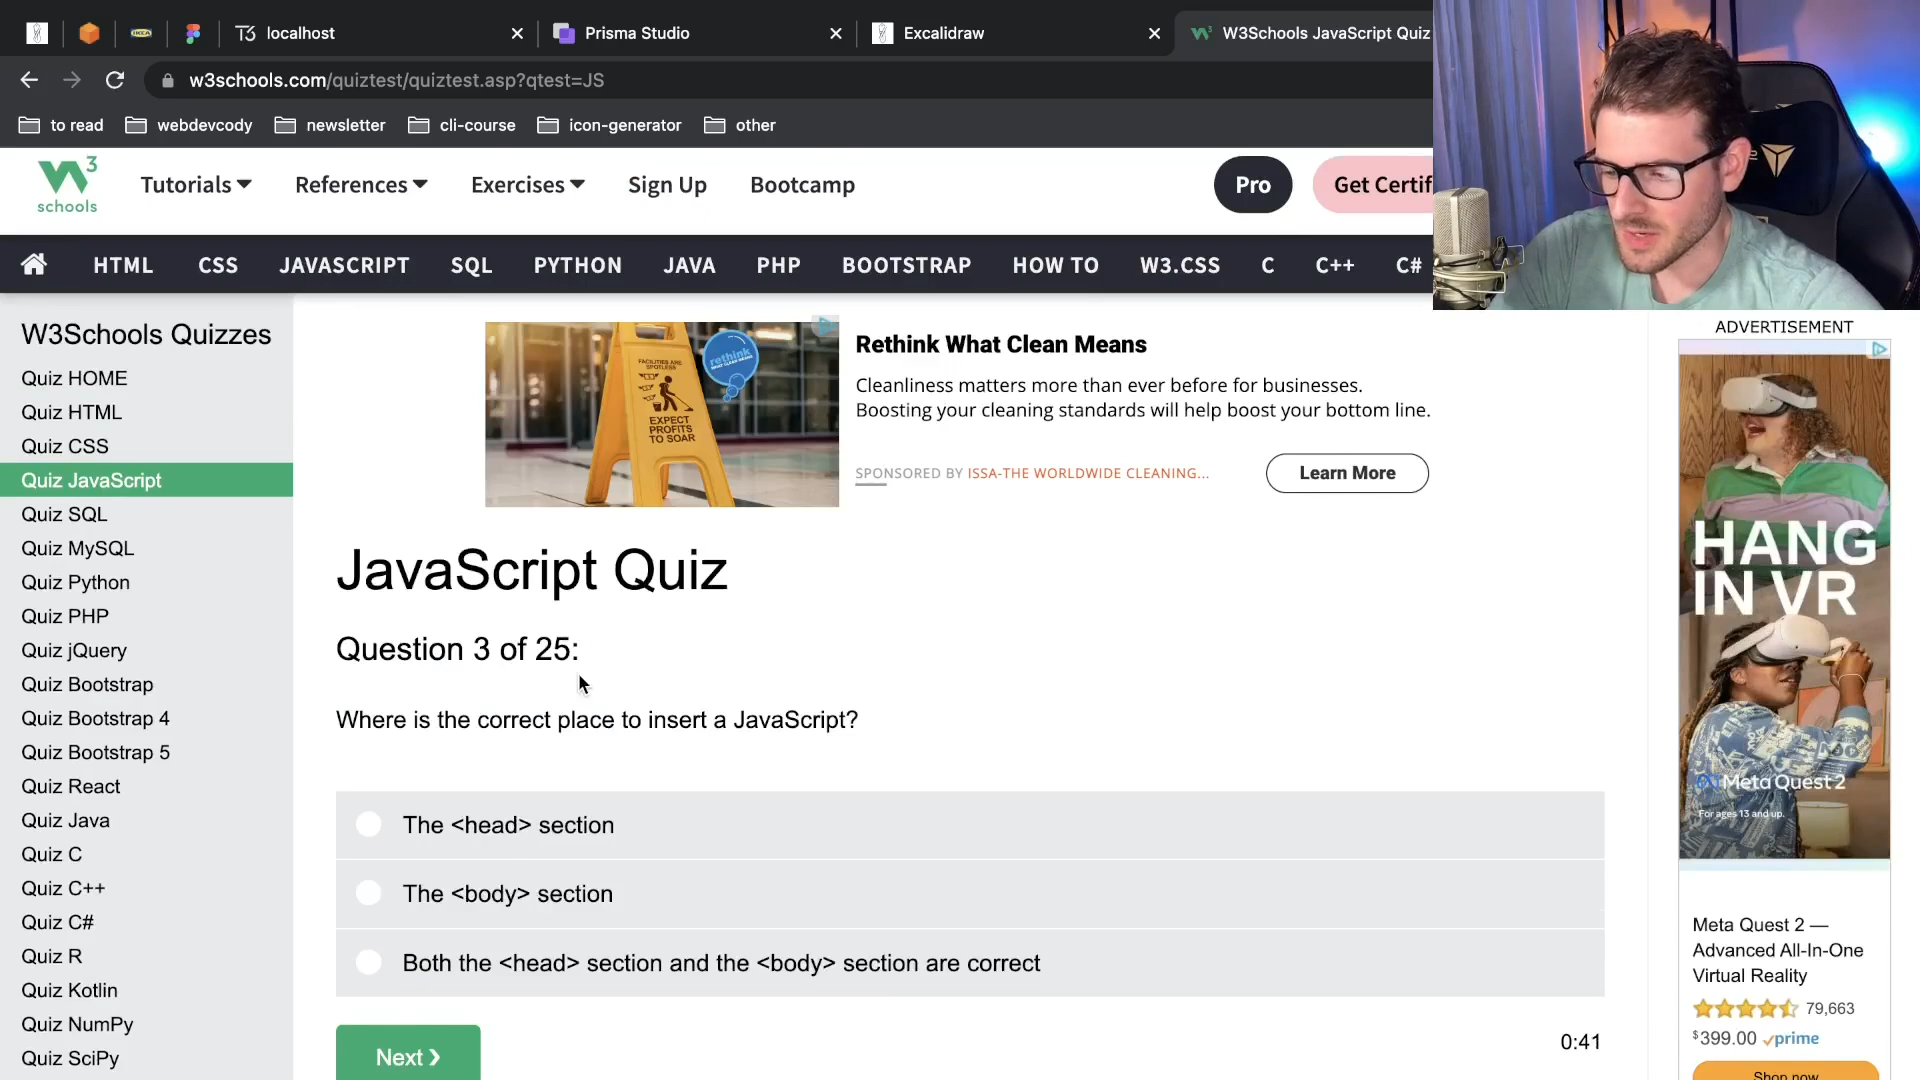 localhost
Prisma Studio
Excalidraw
W3Schools JavaScript Quiz
w3schools.com/quiztest/quiztest.asp?qtest=JS
to read
webdevcody
newsletter
cli-course
icon-generator
other
3
schools
Tutorials
References
Exercises
Sign Up
Bootcamp
Pro
Get Certif
HTML
CSS
JAVASCRIPT
SQL
PYTHON
JAVA
PHP
BOOTSTRAP
HOW TO
W3.CSS
C
C++
C#
W3Schools Quizzes
Quiz HOME
Quiz HTML
Quiz CSS
Quiz JavaScript
Quiz SQL
Quiz MySQL
Quiz Python
Quiz PHP
Quiz jQuery
Quiz Bootstrap
Quiz Bootstrap 4
Quiz Bootstrap 5
Quiz React
Quiz Java
Quiz C
Quiz C++
Quiz C#
Quiz R
Quiz Kotlin
Quiz NumPy
Quiz SciPy
FACILITIES ARE
SPOTLESS
EXPECT
PROFITS
TO SOAR
rethink
Rethink What Clean Means
Cleanliness matters more than ever before for businesses.
Boosting your cleaning standards will help boost your bottom line.
SPONSORED BY ISSA-THE WORLDWIDE CLEANING...
Learn More
JavaScript Quiz
Question 3 of 25:
Where is the correct place to insert a JavaScript?
The <head> section
The <body> section
Both the <head> section and the <body> section are correct
Next ❯
0:41
ADVERTISEMENT
HANG
IN VR
Meta Quest 2
For ages 13 and up.
Meta Quest 2 —
Advanced All-In-One
Virtual Reality
79,663
$399.00 prime
Shop now